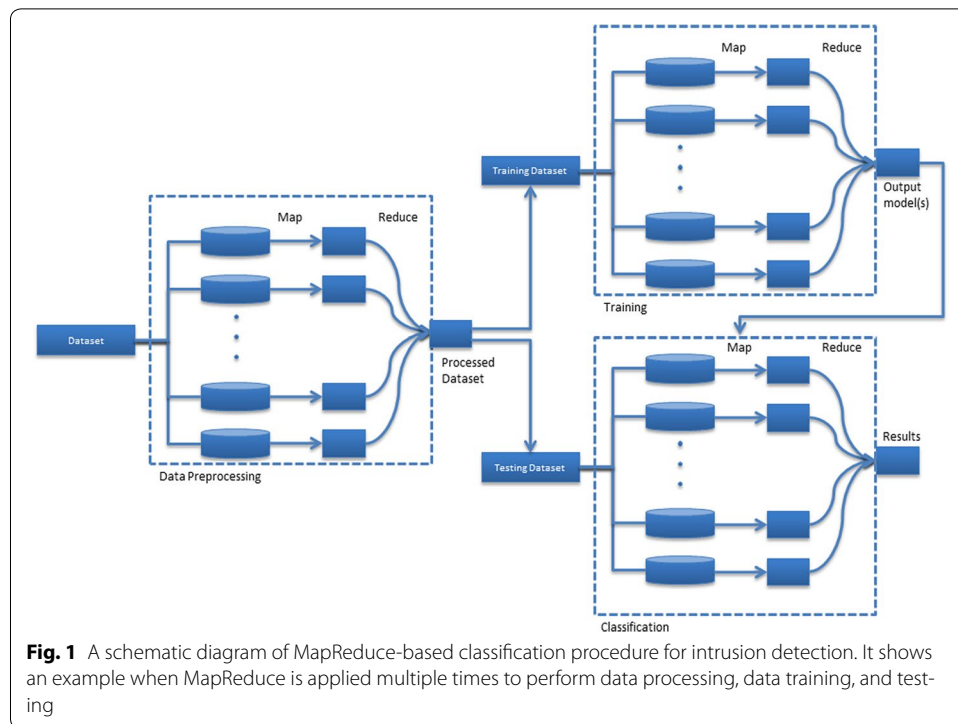 Map
Reduce
Training Dataset
Output
model(s)
Training
Map
Reduce
Dataset
Processed
Dataset
Data Preprocessing
Map
Reduce
Testing Dataset
Results
Classification
Fig. 1 A schematic diagram of MapReduce-based classification procedure for intrusion detection. It shows
an example when MapReduce is applied multiple times to perform data processing, data training, and test-
ing